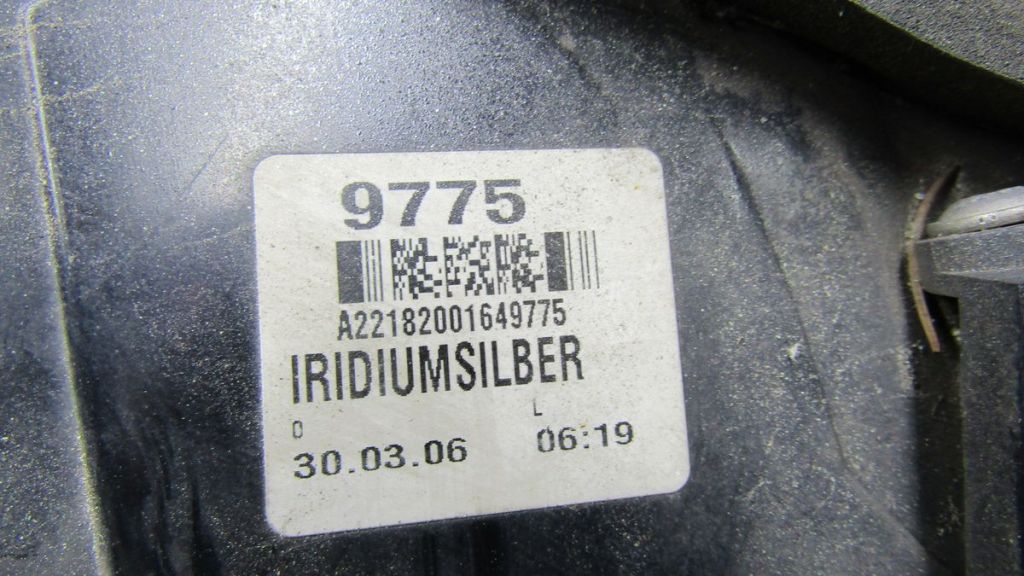 9775
A22182001649775
IRIDIUMSILBER
0 L
30.03.06 06:19